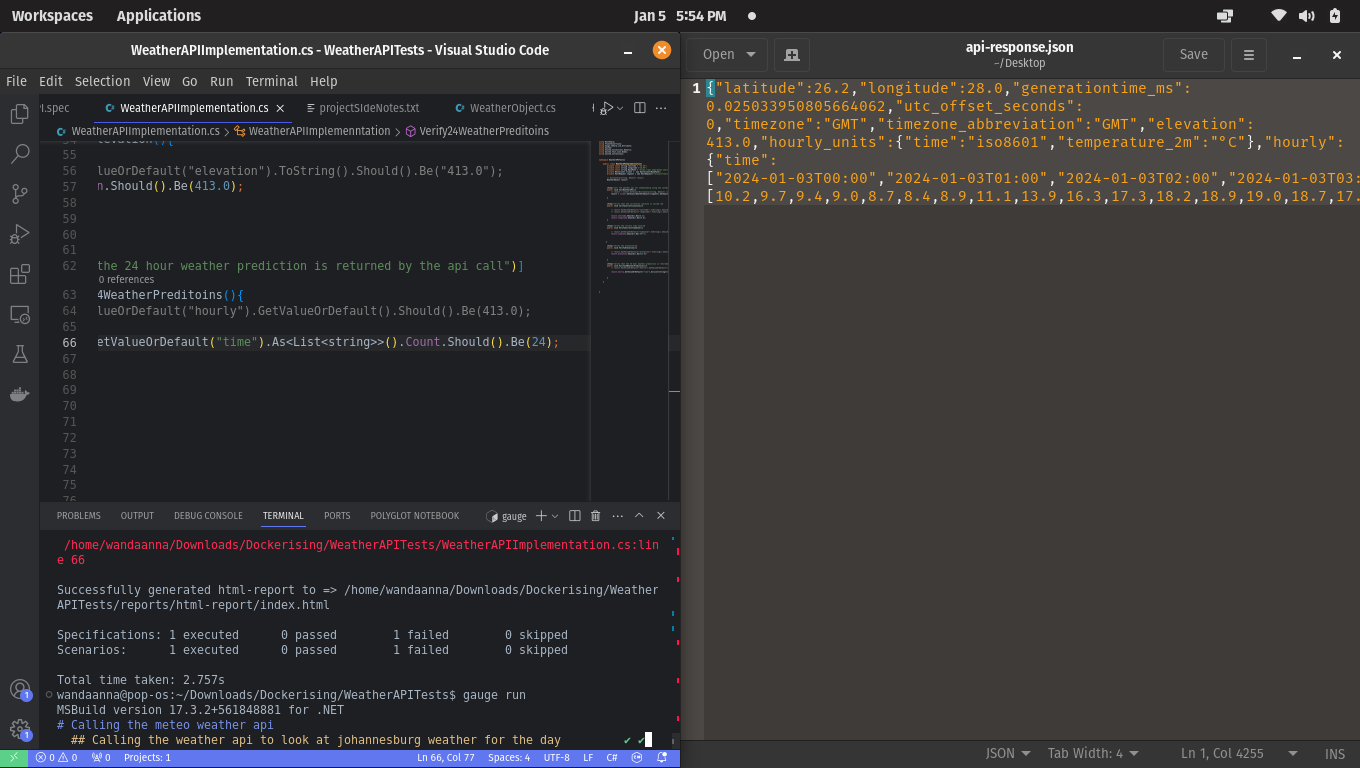 Workspaces Applications Jan 5 5:54 PM
WeatherAPIImplementation.cs - WeatherAPITests - Visual Studio Code
File Edit Selection View Go Run Terminal Help
I.spec WeatherAPIImplementation.cs projectSIdeNotes.txt WeatherObject.cs
WeatherAPIImplementation.cs > WeatherAPIImplemenntation > Verify24WeatherPreditoins
54 levation(){
55
56 lueOrDefault("elevation").ToString().Should().Be("413.0");
57 n.Should().Be(413.0);
58
59
60
61
62 the 24 hour weather prediction is returned by the api call")]
0 references
63 4WeatherPreditoins(){
64 lueOrDefault("hourly").GetValueOrDefault().Should().Be(413.0);
65
66 etValueOrDefault("time").As<List<string>>().Count.Should().Be(24);
67
68
69
70
71
72
73
74
75
76
PROBLEMS OUTPUT DEBUG CONSOLE TERMINAL PORTS POLYGLOT NOTEBOOK gauge
/home/wandaanna/Downloads/Dockerising/WeatherAPITests/WeatherAPIImplementation.cs:lin
e 66
Successfully generated html-report to => /home/wandaanna/Downloads/Dockerising/Weather
APITests/reports/html-report/index.html
Specifications: 1 executed 0 passed 1 failed 0 skipped
Scenarios: 1 executed 0 passed 1 failed 0 skipped
Total time taken: 2.757s
wandaanna@pop-os:~/Downloads/Dockerising/WeatherAPITests$ gauge run
MSBuild version 17.3.2+561848881 for .NET
# Calling the meteo weather api
## Calling the weather api to look at johannesburg weather for the day ✔ ✔
1
1
0 0 0 Projects: 1 Ln 66, Col 77 Spaces: 4 UTF-8 LF C#
Open api-response.json Save
~/Desktop
1 {"latitude":26.2,"longitude":28.0,"generationtime_ms":
0.025033950805664062,"utc_offset_seconds":
0,"timezone":"GMT","timezone_abbreviation":"GMT","elevation":
413.0,"hourly_units":{"time":"iso8601","temperature_2m":"°C"},"hourly":
{"time":
["2024-01-03T00:00","2024-01-03T01:00","2024-01-03T02:00","2024-01-03T03:
[10.2,9.7,9.4,9.0,8.7,8.4,8.9,11.1,13.9,16.3,17.3,18.2,18.9,19.0,18.7,17.
JSON Tab Width: 4 Ln 1, Col 4255 INS